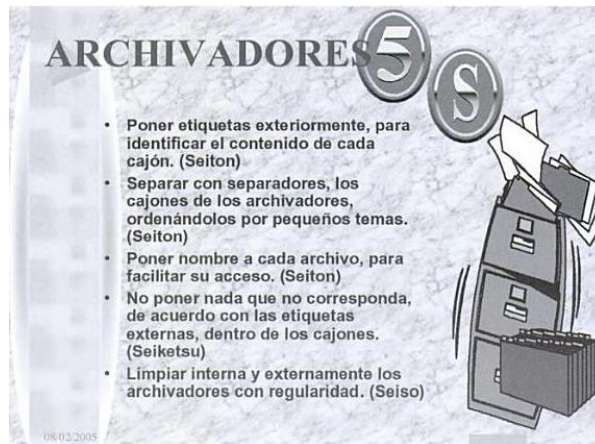 ARCHIVADORES 5 S
• Poner etiquetas exteriormente, para
identificar el contenido de cada
cajón. (Seiton)
• Separar con separadores, los
cajones de los archivadores,
ordenándolos por pequeños temas.
(Seiton)
• Poner nombre a cada archivo, para
facilitar su acceso. (Seiton)
• No poner nada que no corresponda,
de acuerdo con las etiquetas
externas, dentro de los cajones.
(Seiketsu)
• Limpiar interna y externamente los
archivadores con regularidad. (Seiso)
08/02/2005